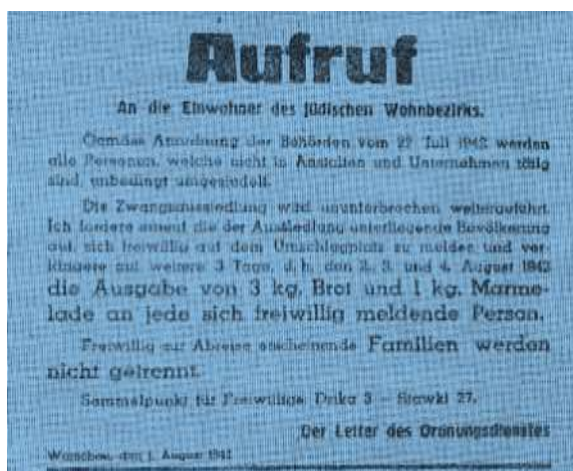 Aufruf
An die Einwohner des jüdischen Wohnbezirks.
Gemäss Anordnung der Behörden vom 22 Juli 1942 werden
alle Personen, welche nicht in Anstalten und Unternehmen tätig
sind, unbedingt umgesiedelt.
Die Zwangsaussiedlung wird ununterbrochen weitergeführt.
Ich fordere erneut die der Aussiedlung unterliegende Bevölkerung
auf, sich freiwillig auf dem Umschlagplatz zu melden und ver-
längere auf weitere 3 Tage, d. h. den 2. 3. und 4. August 1942
die Ausgabe von 3 kg. Brot und 1 kg. Marme-
lade an jede sich freiwillig meldende Person.
Freiwillig zur Abreise erscheinende Familien werden
nicht getrennt.
Sammelpunkt für Freiwillige: Dzika 3 - Stawki 27.
Der Leiter des Ordnungsdienstes
Warschau, den 1. August 1942